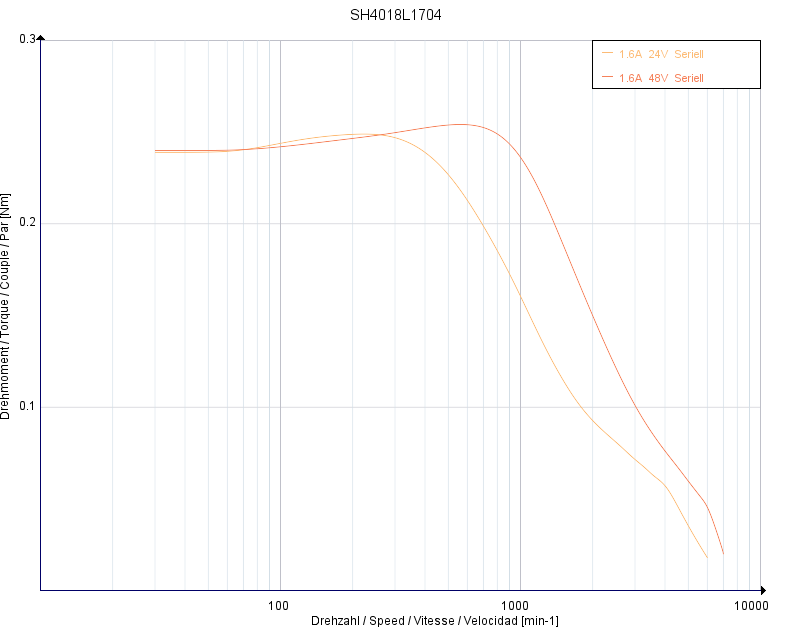 SH4018L1704
0.3
1.6A 24V Seriell
1.6A 48V Seriell
0.2
Drehmoment / Torque / Couple / Par [Nm]
0.1
100 1000 10000
Drehzahl / Speed / Vitesse / Velocidad [min-1]